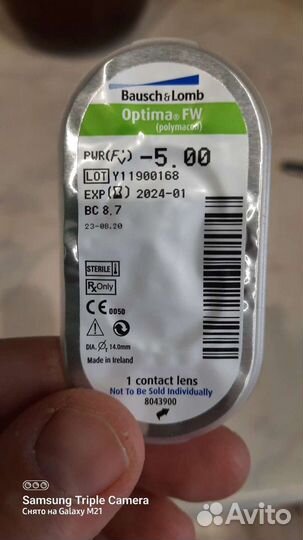 Bausch & Lomb
Optima® FW
(polymacon)
PWR(Fv) -5.00
LOT Y11900168
EXP 2024-01
BC 8.7
23-08.20
STERILE
Rx Only
CE 0050
DIA. Ø, 14.0mm
Made in Ireland
1 contact lens
Not To Be Sold Individually
8043900
Samsung Triple Camera
Снято на Galaxy M21
Avito